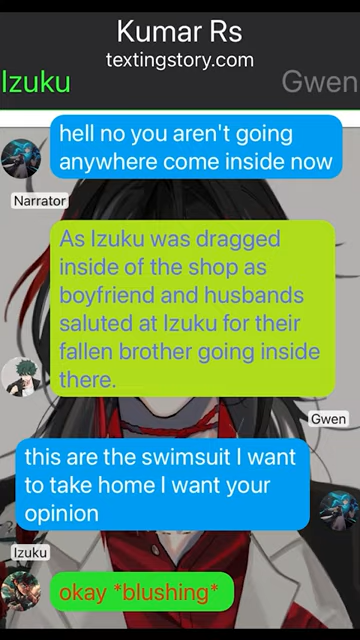 Kumar Rs
textingstory.com
Izuku
Gwen
hell no you aren't going
anywhere come inside now
Narrator
As Izuku was dragged
inside of the shop as
boyfriend and husbands
saluted at Izuku for their
fallen brother going inside
there.
Gwen
this are the swimsuit I want
to take home I want your
opinion
Izuku
okay *blushing*